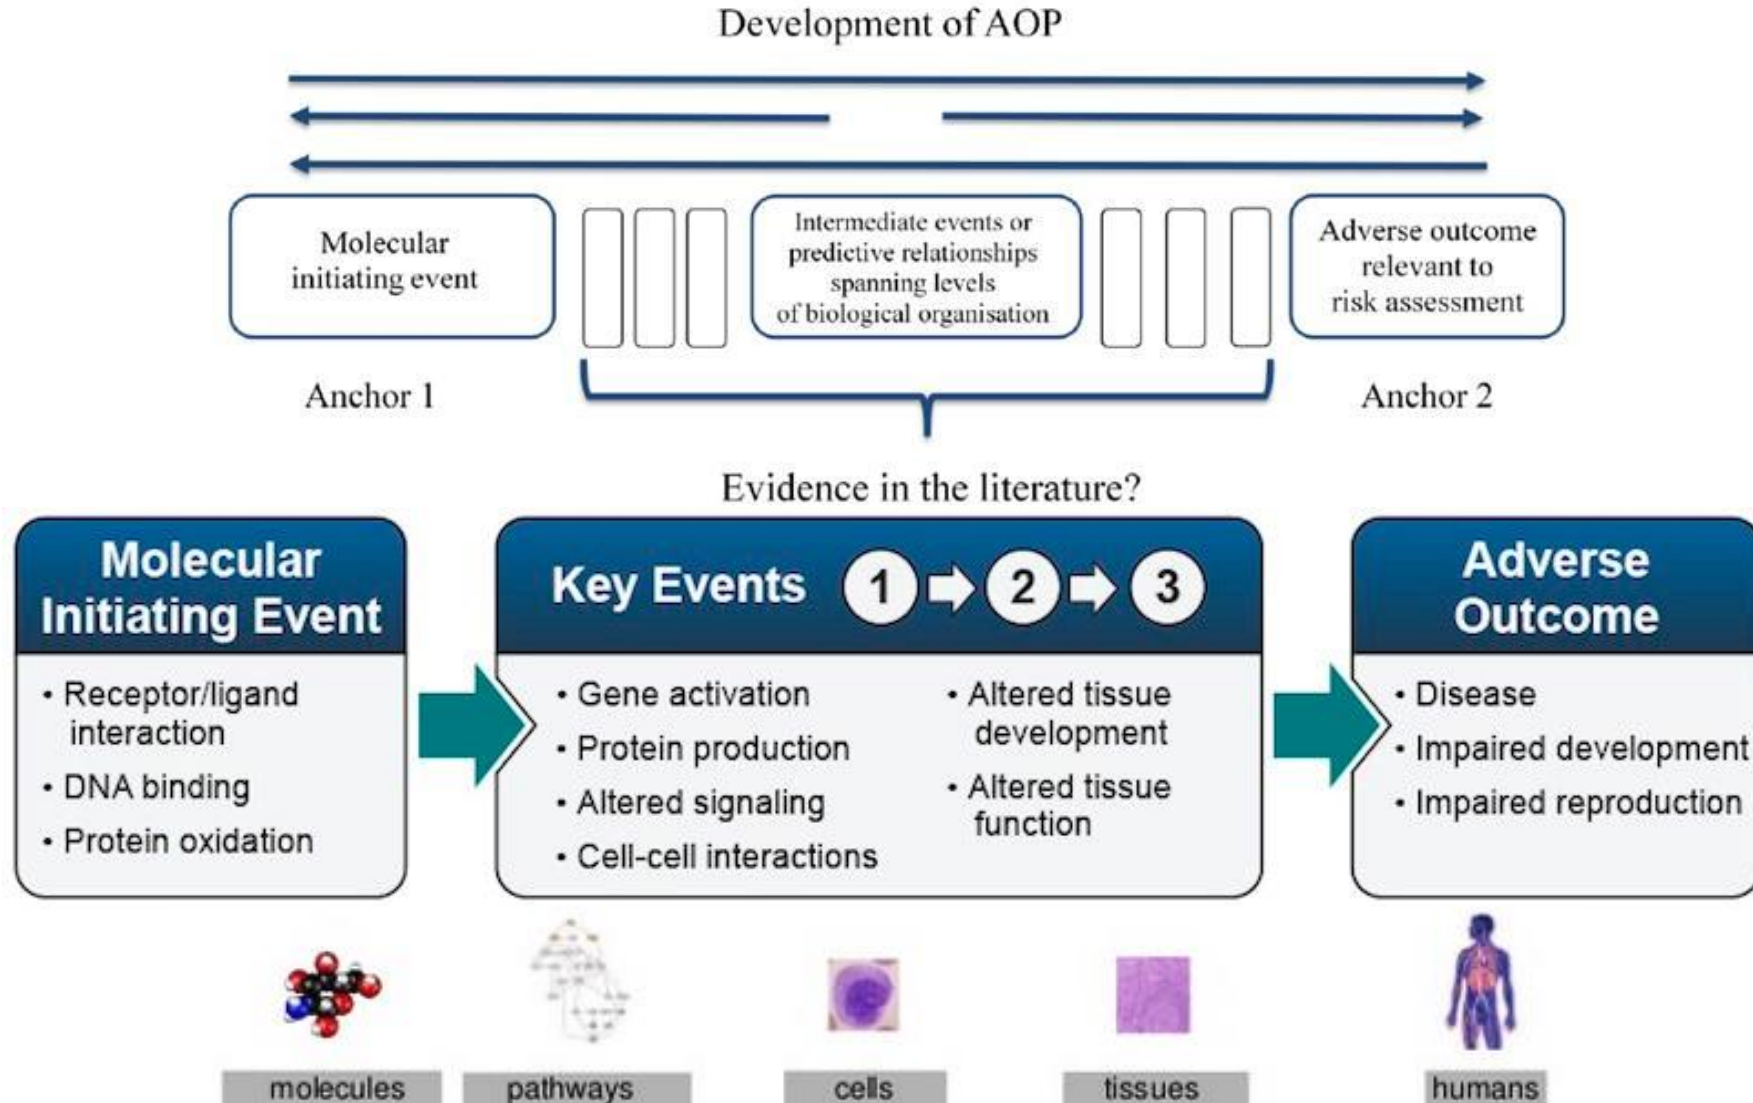 Development of AOP
Molecular
initiating event
Intermediate events or
predictive relationships
spanning levels
of biological organisation
Adverse outcome
relevant to
risk assessment
Anchor 1
Anchor 2
Evidence in the literature?
Molecular
Initiating Event
• Receptor/ligand
interaction
• DNA binding
• Protein oxidation
Key Events 1 2 3
• Gene activation
• Protein production
• Altered signaling
• Cell-cell interactions
• Altered tissue
development
• Altered tissue
function
Adverse
Outcome
• Disease
• Impaired development
• Impaired reproduction
molecules
pathways
cells
tissues
humans